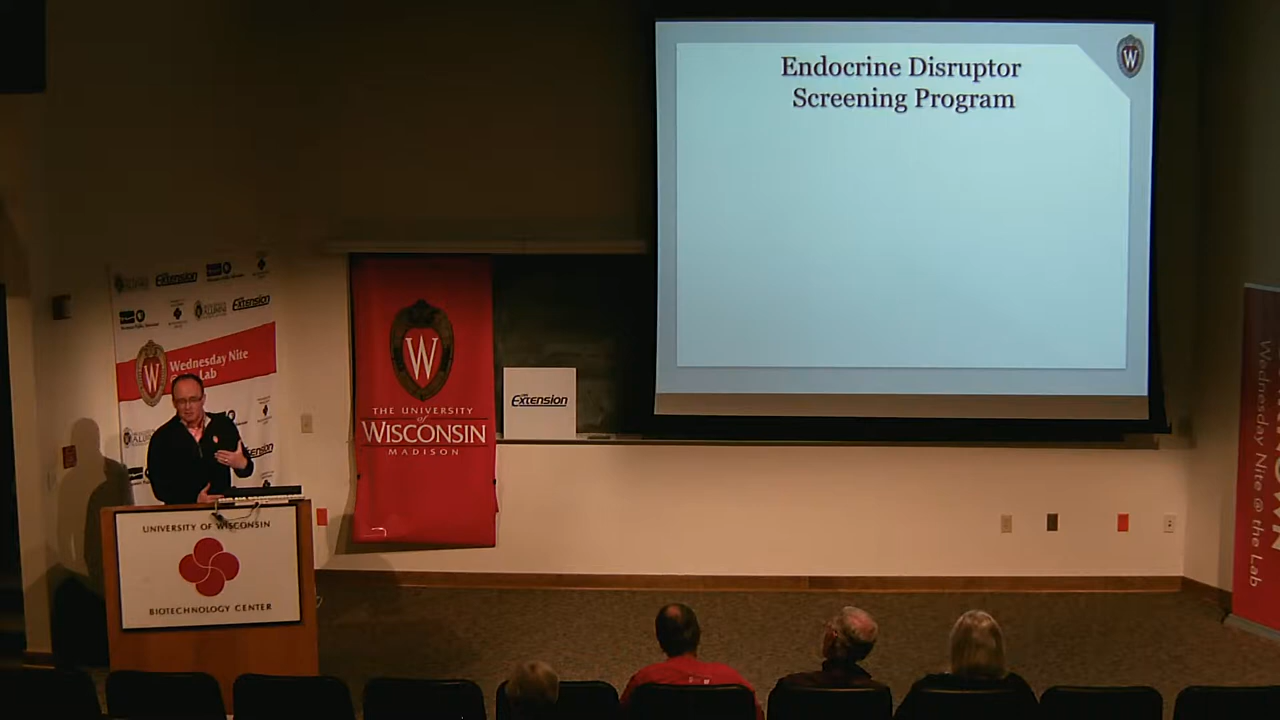 Endocrine Disruptor
Screening Program
W
Extension
Extension
Wednesday Nite
Lab
W
W
THE UNIVERSITY
of
WISCONSIN
MADISON
Extension
UNIVERSITY OF WISCONSIN
BIOTECHNOLOGY CENTER
Wednesday Nite @ the Lab